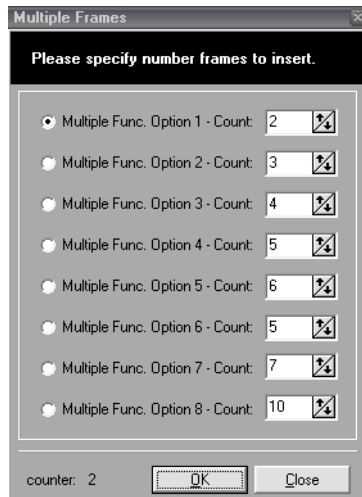 Multiple Frames
Please specify number frames to insert.
Multiple Func. Option 1 - Count: 2
Multiple Func. Option 2 - Count: 3
Multiple Func. Option 3 - Count: 4
Multiple Func. Option 4 - Count: 5
Multiple Func. Option 5 - Count: 6
Multiple Func. Option 6 - Count: 5
Multiple Func. Option 7 - Count: 7
Multiple Func. Option 8 - Count: 10
counter: 2 OK Close